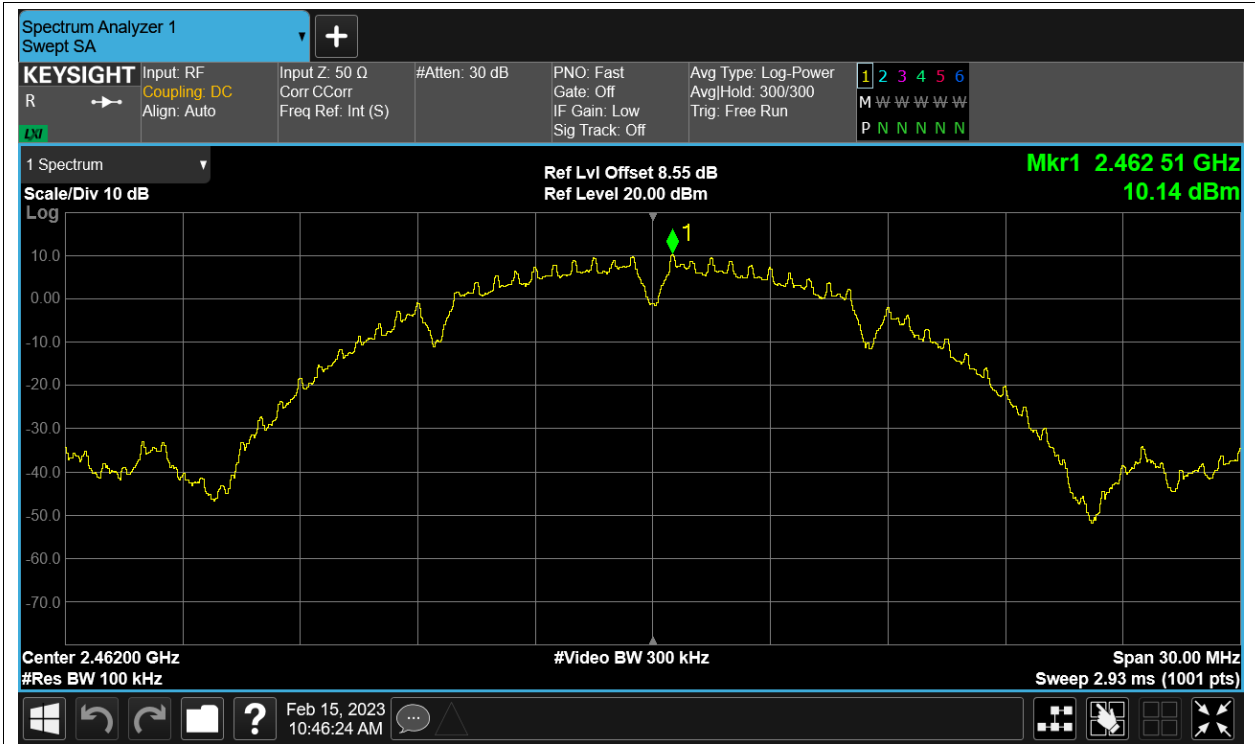 Spectrum Analyzer 1
Swept SA
KEYSIGHT
R
LXI
Input: RF
Coupling: DC
Align: Auto
Input Z: 50 Ω
Corr CCorr
Freq Ref: Int (S)
#Atten: 30 dB
PNO: Fast
Gate: Off
IF Gain: Low
Sig Track: Off
Avg Type: Log-Power
Avg|Hold: 300/300
Trig: Free Run
1 2 3 4 5 6
M W W W W W
P N N N N N
1 Spectrum
Scale/Div 10 dB
Log
Ref Lvl Offset 8.55 dB
Ref Level 20.00 dBm
Mkr1 2.462 51 GHz
10.14 dBm
1
10.0
0.00
-10.0
-20.0
-30.0
-40.0
-50.0
-60.0
-70.0
Center 2.46200 GHz
#Res BW 100 kHz
#Video BW 300 kHz
Span 30.00 MHz
Sweep 2.93 ms (1001 pts)
?
Feb 15, 2023
10:46:24 AM